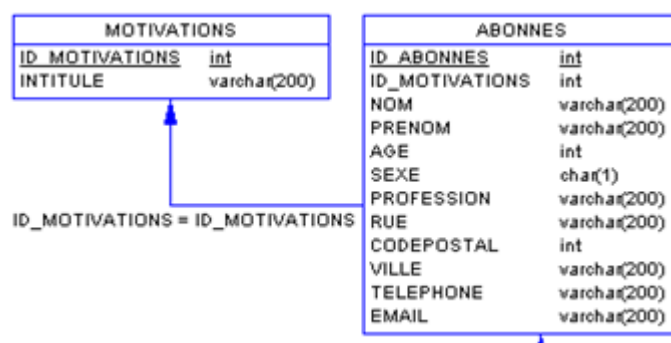 MOTIVATIONS
ID_MOTIVATIONS int
INTITULE varchar(200)
ID_MOTIVATIONS = ID_MOTIVATIONS
ABONNES
ID_ABONNES int
ID_MOTIVATIONS int
NOM varchar(200)
PRENOM varchar(200)
AGE int
SEXE char(1)
PROFESSION varchar(200)
RUE varchar(200)
CODEPOSTAL int
VILLE varchar(200)
TELEPHONE varchar(200)
EMAIL varchar(200)